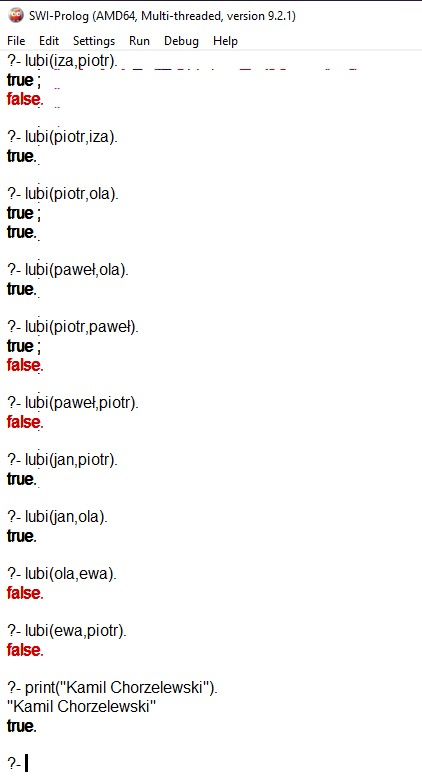 SWI-Prolog (AMD64, Multi-threaded, version 9.2.1)
File Edit Settings Run Debug Help
?- lubi(iza,piotr).
true ;
false.
?- lubi(piotr,iza).
true.
?- lubi(piotr,ola).
true ;
true.
?- lubi(paweł,ola).
true.
?- lubi(piotr,paweł).
true ;
false.
?- lubi(paweł,piotr).
false.
?- lubi(jan,piotr).
true.
?- lubi(jan,ola).
true.
?- lubi(ola,ewa).
false.
?- lubi(ewa,piotr).
false.
?- print("Kamil Chorzelewski").
"Kamil Chorzelewski"
true.
?-